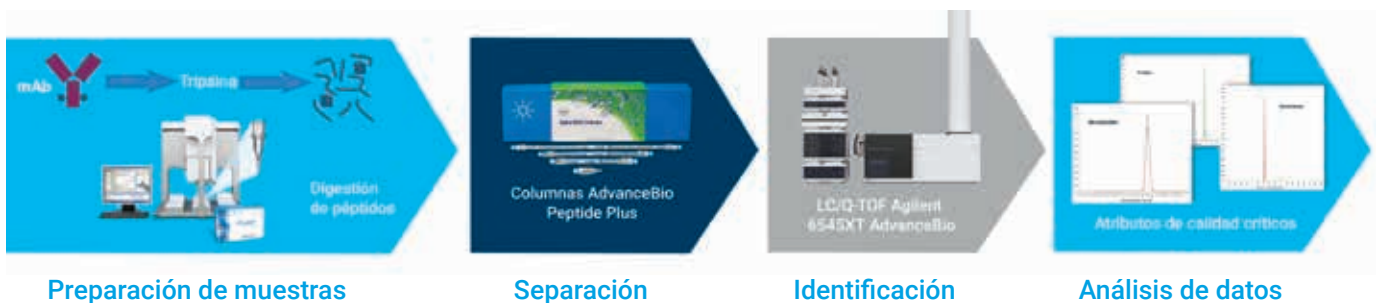 mAb
Tripsina
Digestión
de péptidos
Columnas AdvanceBio
Peptide Plus
LC/Q-TOF Agilent
6545XT AdvanceBio
Atributos de calidad críticos
Preparación de muestras
Separación
Identificación
Análisis de datos